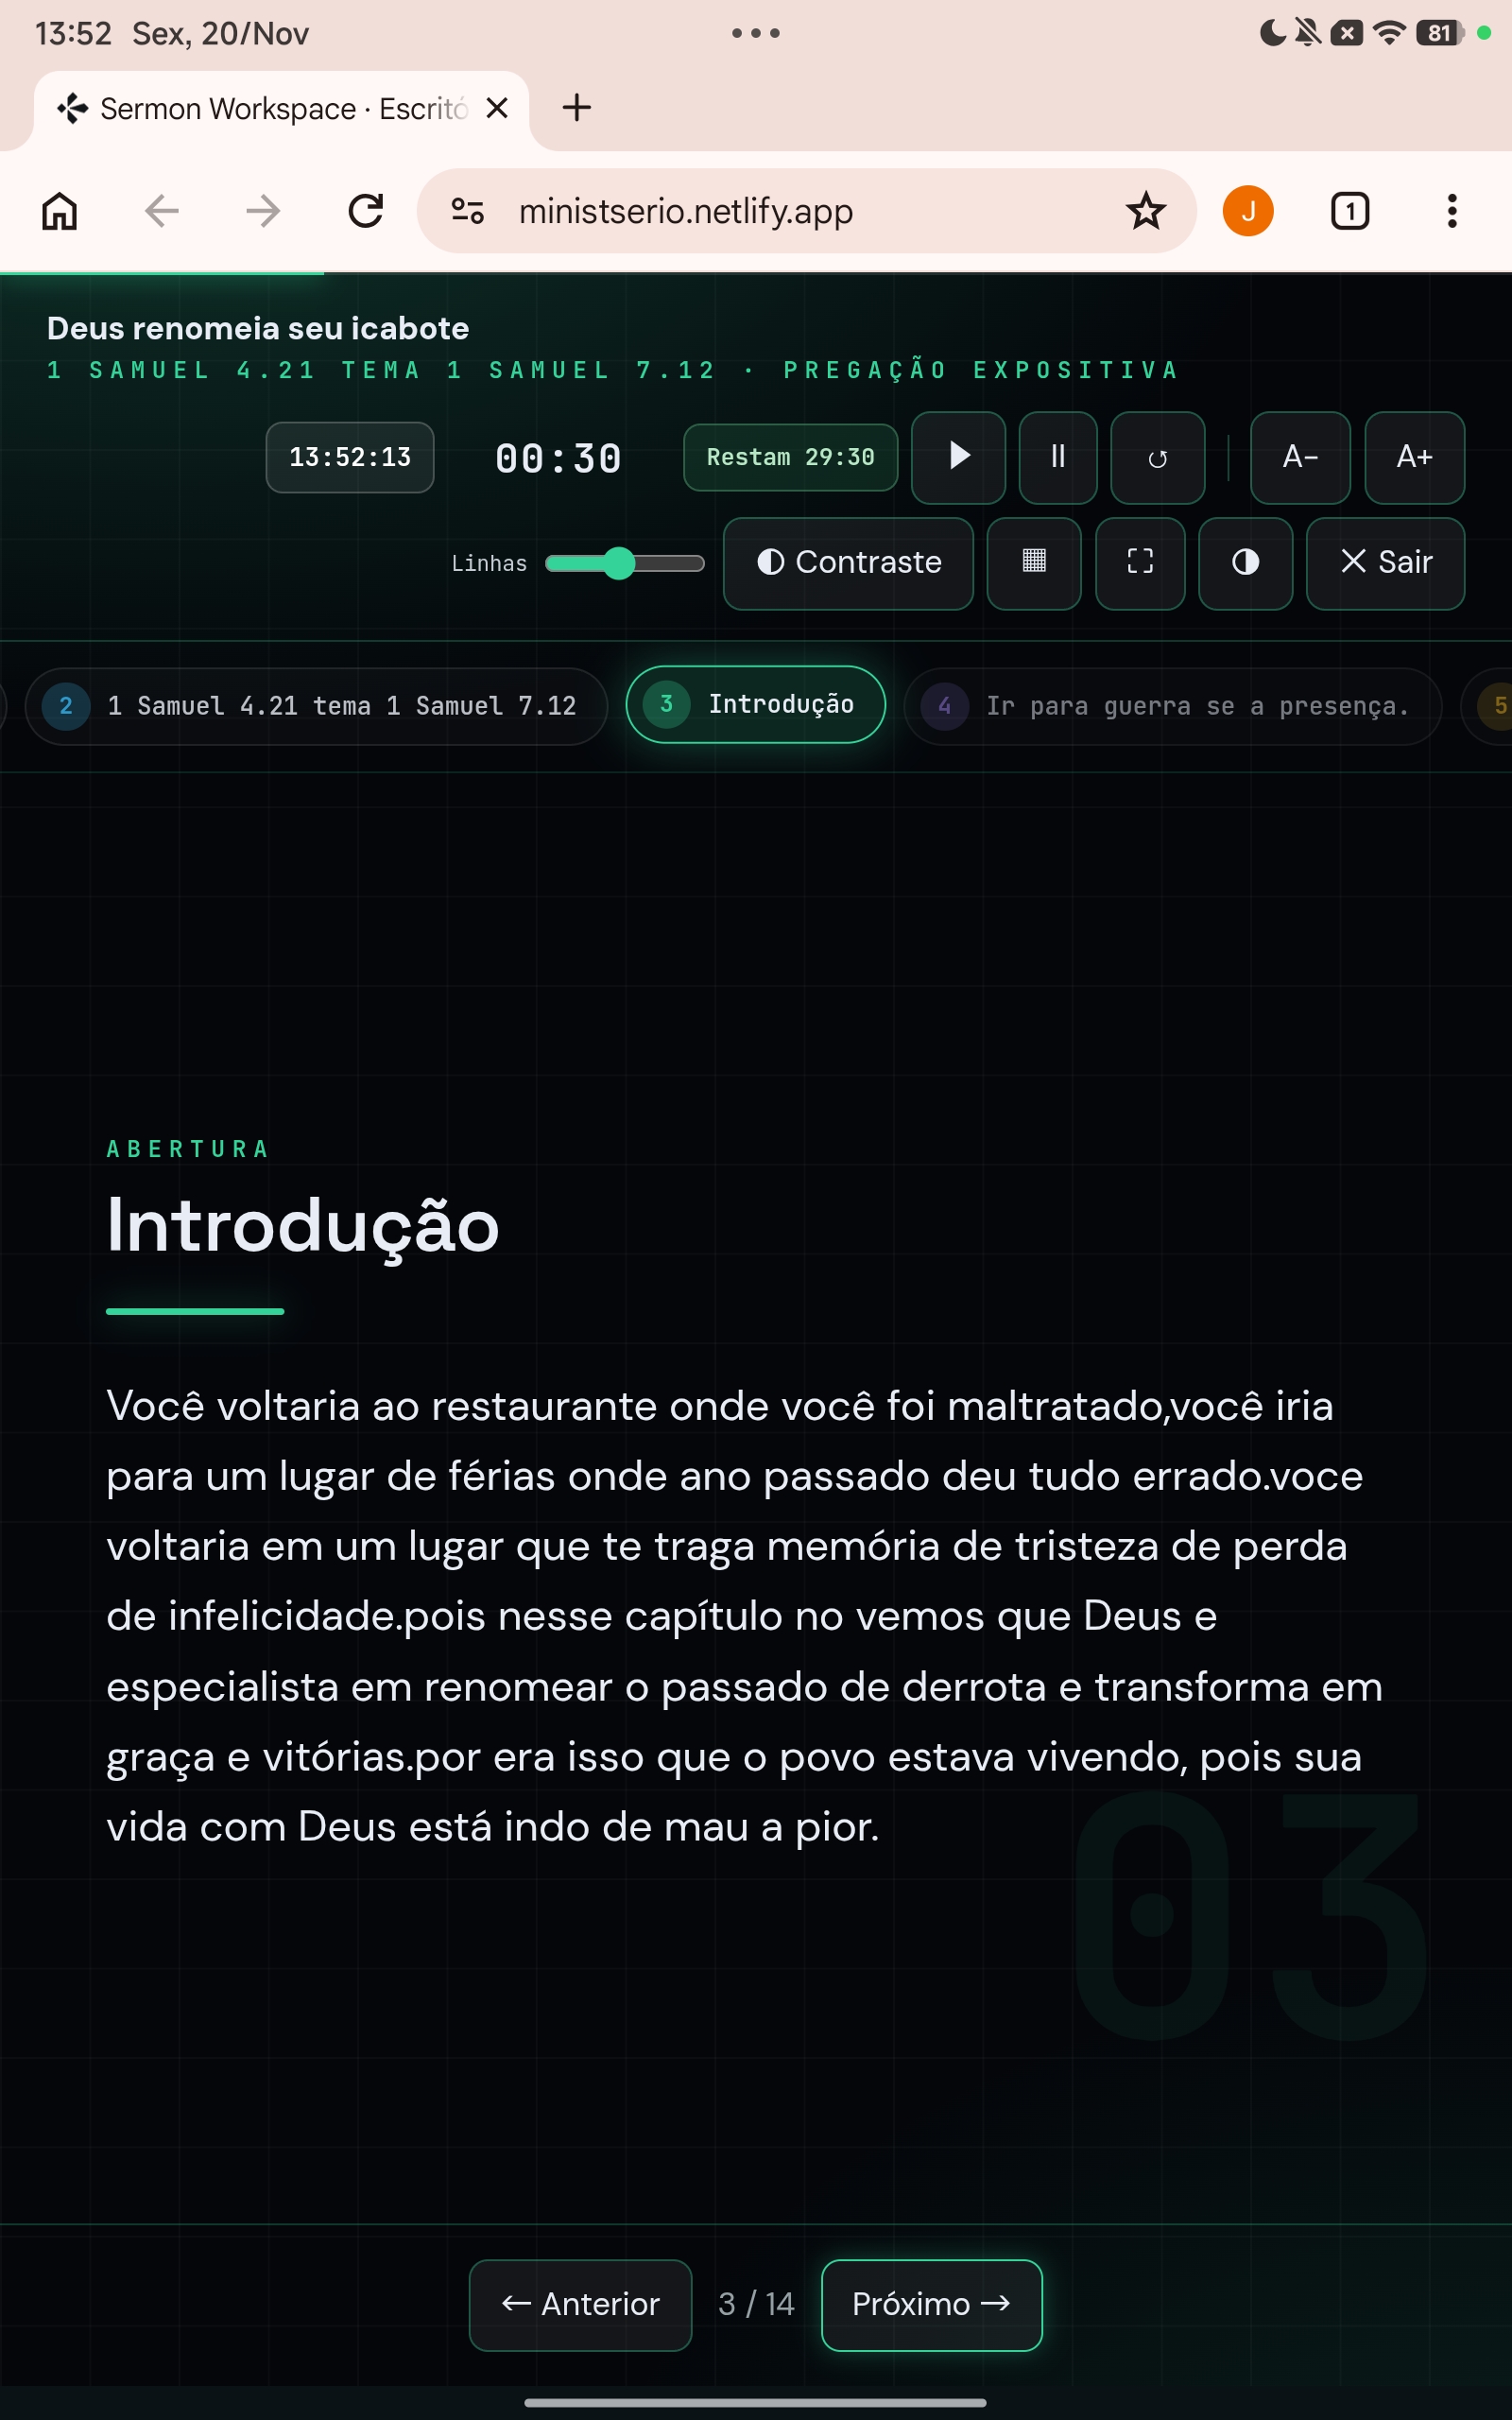 13:52 Sex, 20/Nov
81
Sermon Workspace · Escritó
ministserio.netlify.app
J
1
Deus renomeia seu icabote
1 SAMUEL 4.21 TEMA 1 SAMUEL 7.12 · PREGAÇÃO EXPOSITIVA
13:52:13
00:30
Restam 29:30
A−
A+
Linhas
Contraste
Sair
2 1 Samuel 4.21 tema 1 Samuel 7.12
3 Introdução
4 Ir para guerra se a presença.
5
ABERTURA
Introdução
Você voltaria ao restaurante onde você foi maltratado,você iria
para um lugar de férias onde ano passado deu tudo errado.voce
voltaria em um lugar que te traga memória de tristeza de perda
de infelicidade.pois nesse capítulo no vemos que Deus e
especialista em renomear o passado de derrota e transforma em
graça e vitórias.por era isso que o povo estava vivendo, pois sua
vida com Deus está indo de mau a pior.
03
← Anterior
3 / 14
Próximo →